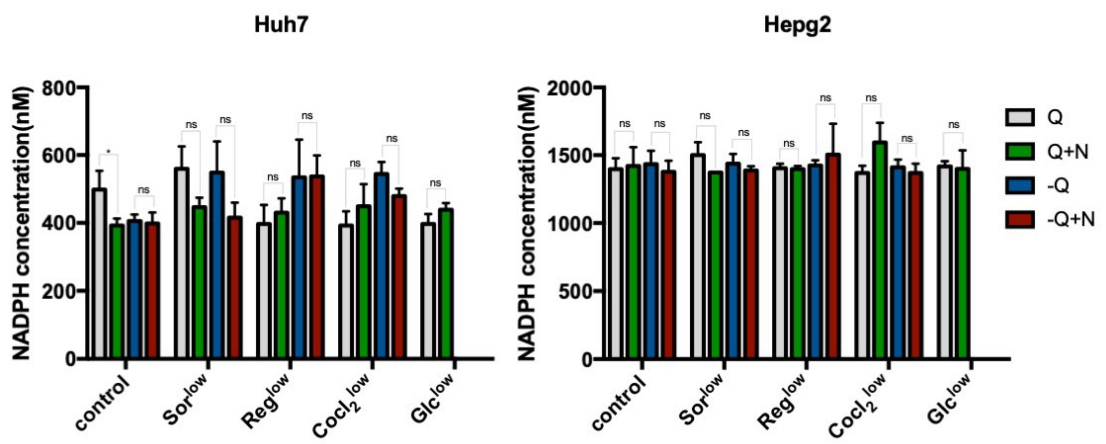 Huh7
NADPH concentration(nM)
800
600
400
200
0
*
ns
ns
ns
ns
ns
ns
ns
ns
control
Sorlow
Reglow
Cocl2low
Glclow
Hepg2
NADPH concentration(nM)
2000
1500
1000
500
0
ns
ns
ns
ns
ns
ns
ns
ns
ns
control
Sorlow
Reglow
Cocl2low
Glclow
Q
Q+N
-Q
-Q+N